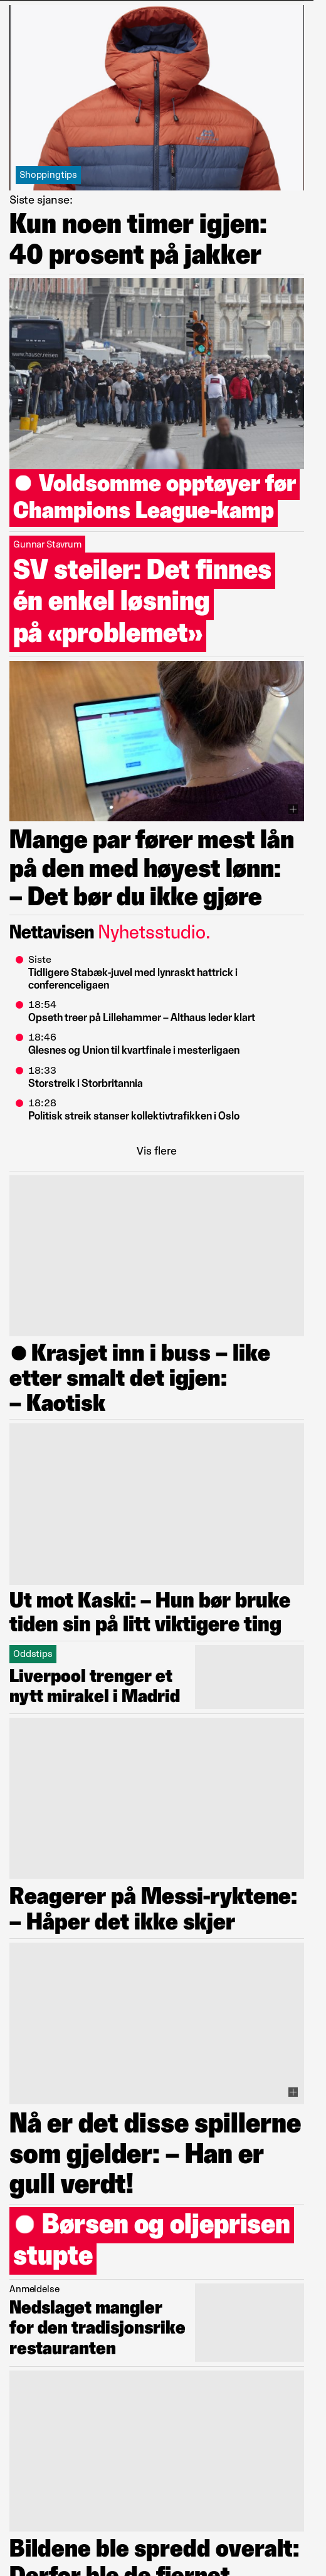 Shoppingtips
Siste sjanse:
Kun noen timer igjen:
40 prosent på jakker
www.hauser.reisen
Voldsomme opptøyer før
Champions League-kamp
Gunnar Stavrum
SV steiler: Det finnes
én enkel løsning
på «problemet»
Mange par fører mest lån
på den med høyest lønn:
– Det bør du ikke gjøre
Nettavisen Nyhetsstudio.
Siste
Tidligere Stabæk-juvel med lynraskt hattrick i
conferenceligaen
18:54
Opseth treer på Lillehammer – Althaus leder klart
18:46
Glesnes og Union til kvartfinale i mesterligaen
18:33
Storstreik i Storbritannia
18:28
Politisk streik stanser kollektivtrafikken i Oslo
Vis flere
Krasjet inn i buss – like
etter smalt det igjen:
– Kaotisk
Ut mot Kaski: – Hun bør bruke
tiden sin på litt viktigere ting
Oddstips
Liverpool trenger et
nytt mirakel i Madrid
Reagerer på Messi-ryktene:
– Håper det ikke skjer
Nå er det disse spillerne
som gjelder: – Han er
gull verdt!
Børsen og oljeprisen
stupte
Anmeldelse
Nedslaget mangler
for den tradisjonsrike
restauranten
Bildene ble spredd overalt:
Derfor ble de fjernet